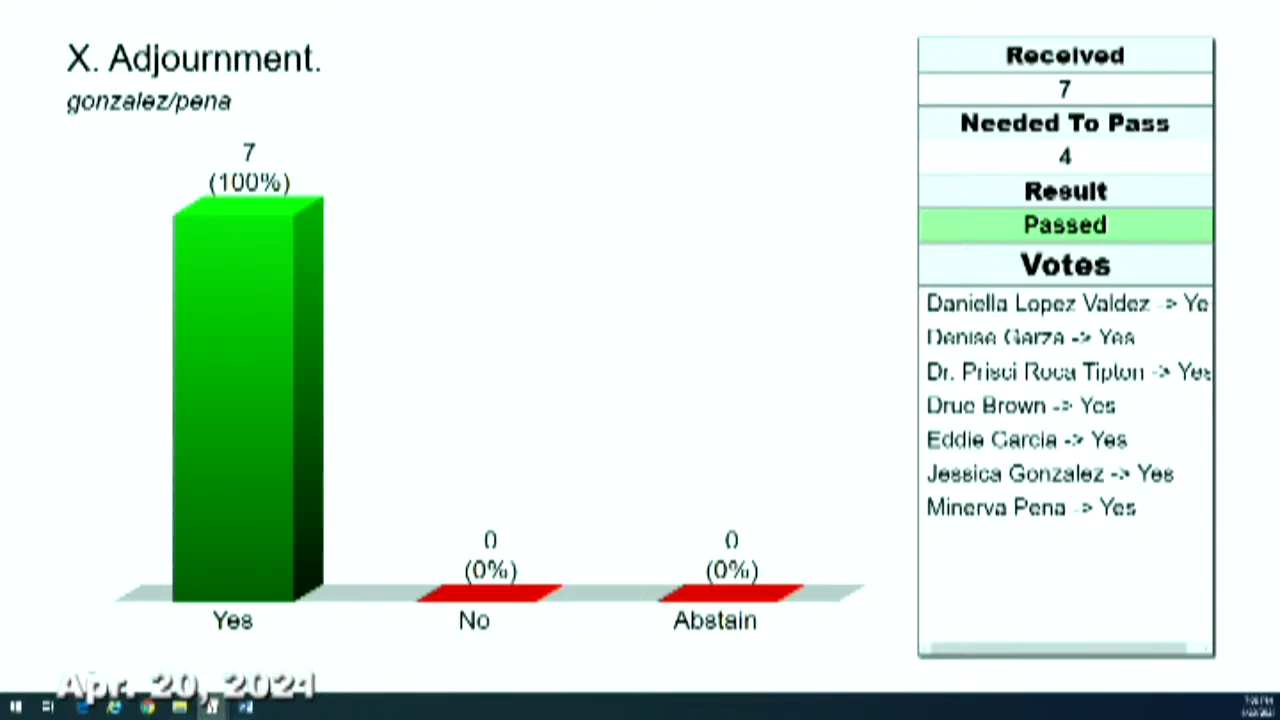 X. Adjournment.
gonzalez/pena
7
(100%)
0
(0%)
0
(0%)
Yes
No
Abstain
Received
7
Needed To Pass
4
Result
Passed
Votes
Daniella Lopez Valdez -> Ye
Denise Garza -> Yes
Dr. Prisci Roca Tipton -> Yes
Drue Brown -> Yes
Eddie Garcia -> Yes
Jessica Gonzalez -> Yes
Minerva Pena -> Yes
Apr. 20, 2021